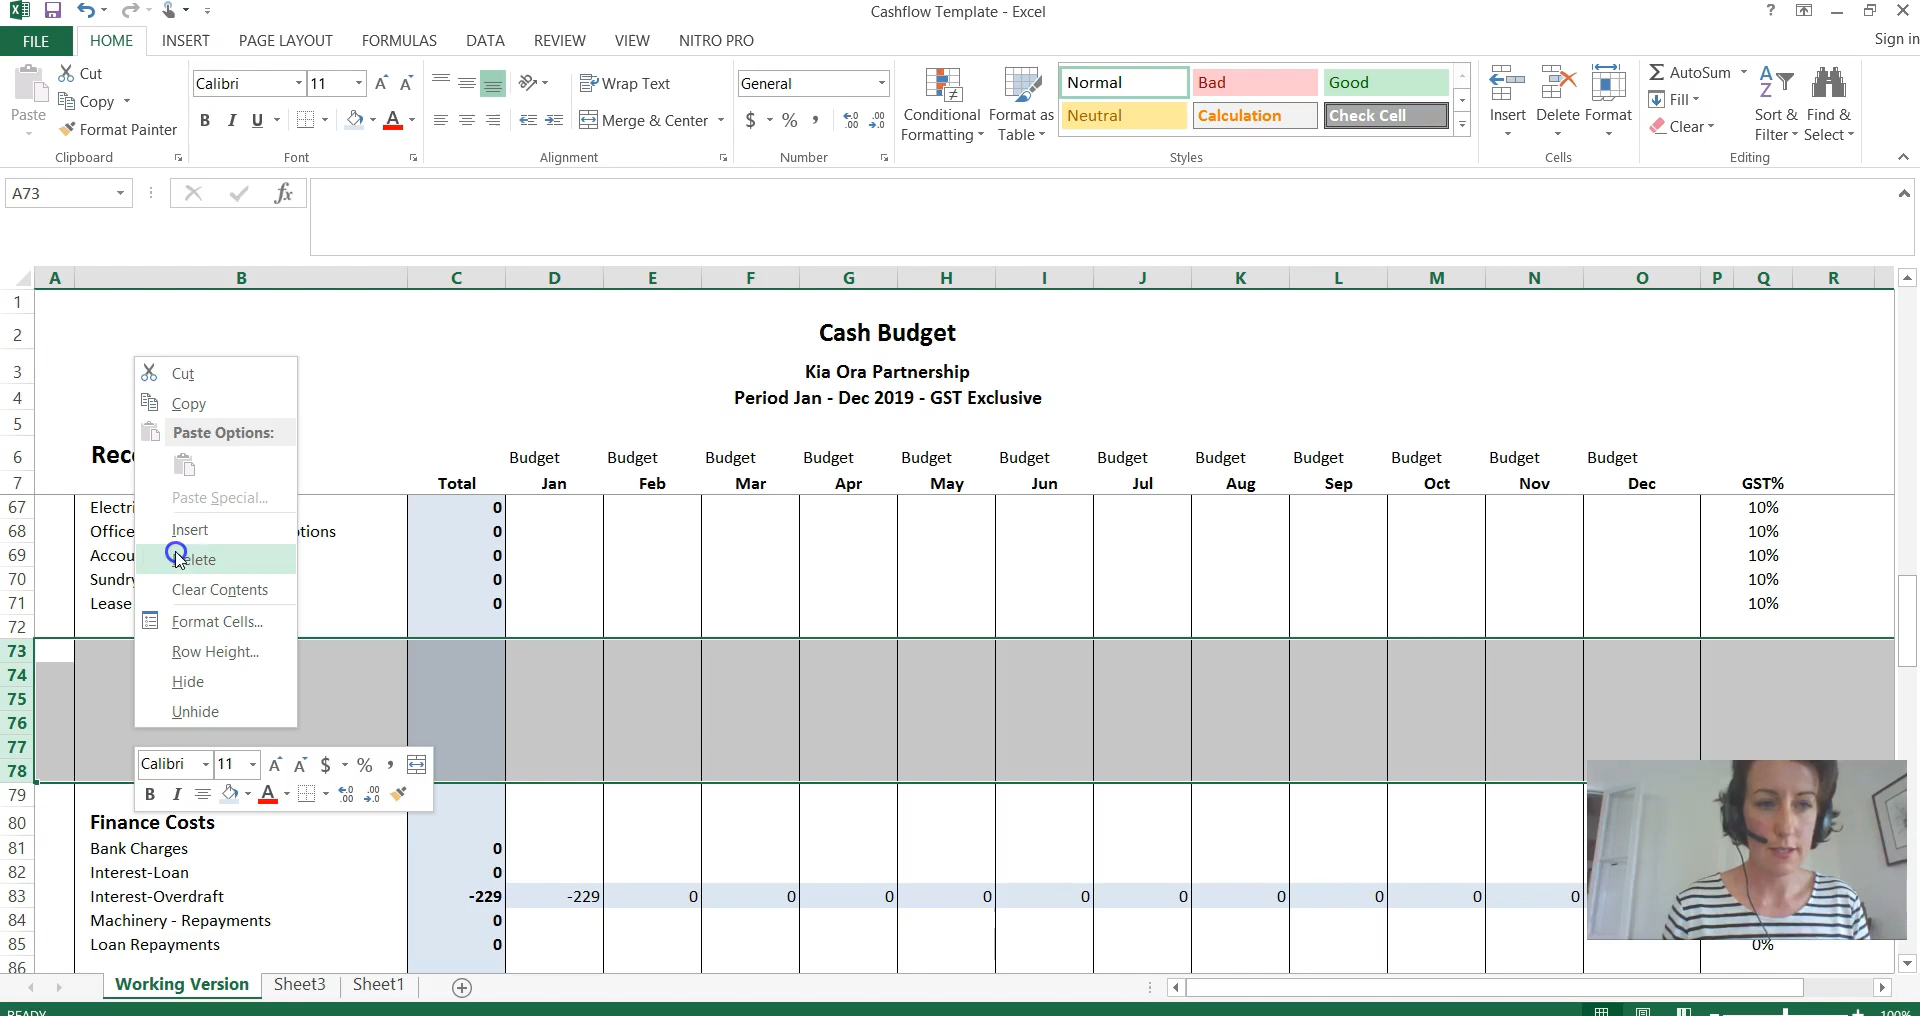 Cashflow Template - Excel
?
Sign in
FILE HOME INSERT PAGE LAYOUT FORMULAS DATA REVIEW VIEW NITRO PRO
Paste
Cut
Copy
Format Painter
Clipboard
Calibri 11
B I U
Font
Wrap Text
Merge & Center
Alignment
General
$ % ,
Number
Conditional Formatting
Format as Table
Normal Bad Good
Neutral Calculation Check Cell
Styles
Insert Delete Format
Cells
AutoSum
Fill
Clear
Sort & Filter
Find & Select
Editing
A73
fx
A B C D E F G H I J K L M N O P Q R
1
2 Cash Budget
3 Kia Ora Partnership
4 Period Jan - Dec 2019 - GST Exclusive
5
6 Budget Budget Budget Budget Budget Budget Budget Budget Budget Budget Budget Budget
7 Total Jan Feb Mar Apr May Jun Jul Aug Sep Oct Nov Dec GST%
67 Electri 0 10%
68 Office tions 0 10%
69 Accou 0 10%
70 Sundry 0 10%
71 Lease 0 10%
72
73
74
75
76
77
78
79
80 Finance Costs
81 Bank Charges 0
82 Interest-Loan 0
83 Interest-Overdraft -229 -229 0 0 0 0 0 0 0 0 0 0
84 Machinery - Repayments 0
85 Loan Repayments 0 0%
86
Cut
Copy
Paste Options:
Paste Special...
Insert
Delete
Clear Contents
Format Cells...
Row Height...
Hide
Unhide
Calibri 11 $ % ,
B I A
Working Version Sheet3 Sheet1
READY
100%